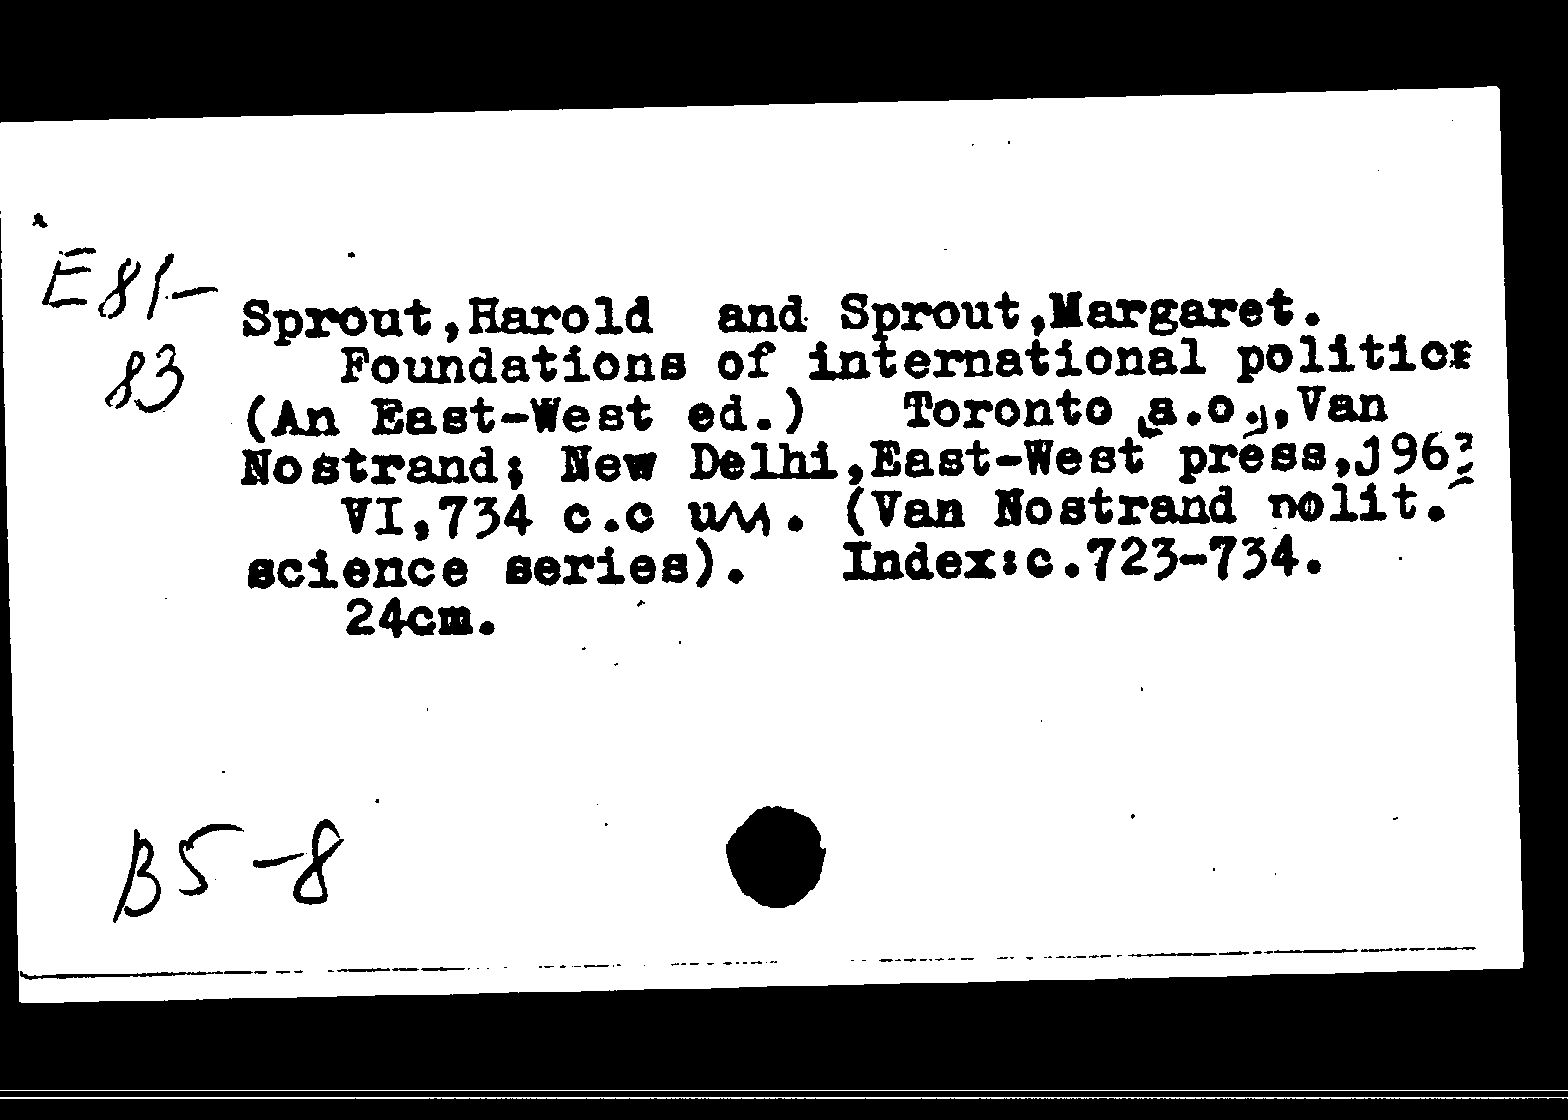 E81-
83
Sprout,Harold and Sprout,Margaret.
Foundations of international politics
(An East-West ed.) Toronto [a.o.],Van
Nostrand; New Delhi,East-West press,
VI,734 c.c ил. (Van Nostrand polit.
science series). Index:c.723-734.
24cm.
B5-8